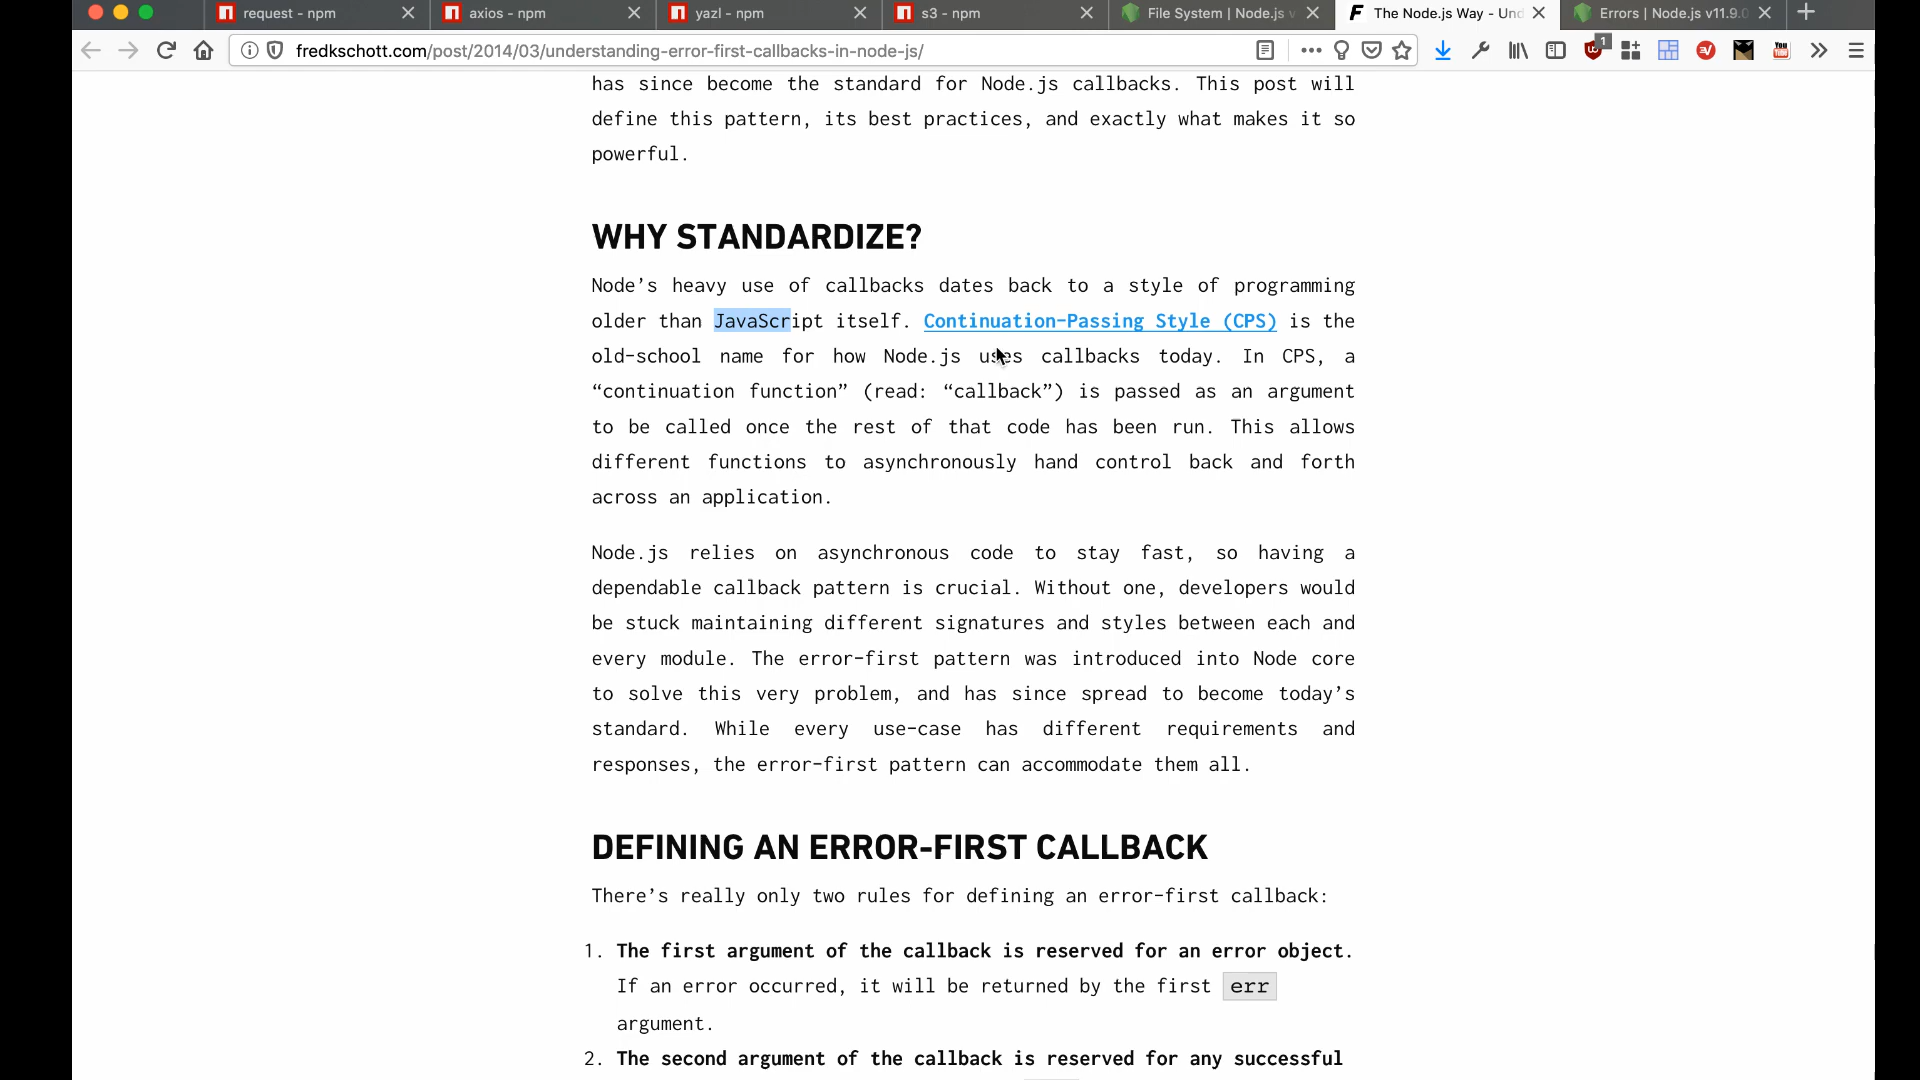 request - npm
axios - npm
yazl - npm
s3 - npm
File System | Node.js v
The Node.js Way - Und
Errors | Node.js v11.9.0
fredkschott.com/post/2014/03/understanding-error-first-callbacks-in-node-js/
1
has since become the standard for Node.js callbacks. This post will
define this pattern, its best practices, and exactly what makes it so
powerful.
WHY STANDARDIZE?
Node’s heavy use of callbacks dates back to a style of programming
older than JavaScript itself. Continuation-Passing Style (CPS) is the
old-school name for how Node.js uses callbacks today. In CPS, a
“continuation function” (read: “callback”) is passed as an argument
to be called once the rest of that code has been run. This allows
different functions to asynchronously hand control back and forth
across an application.
Node.js relies on asynchronous code to stay fast, so having a
dependable callback pattern is crucial. Without one, developers would
be stuck maintaining different signatures and styles between each and
every module. The error-first pattern was introduced into Node core
to solve this very problem, and has since spread to become today’s
standard. While every use-case has different requirements and
responses, the error-first pattern can accommodate them all.
DEFINING AN ERROR-FIRST CALLBACK
There’s really only two rules for defining an error-first callback:
1. The first argument of the callback is reserved for an error object.
If an error occurred, it will be returned by the first err
argument.
2. The second argument of the callback is reserved for any successful